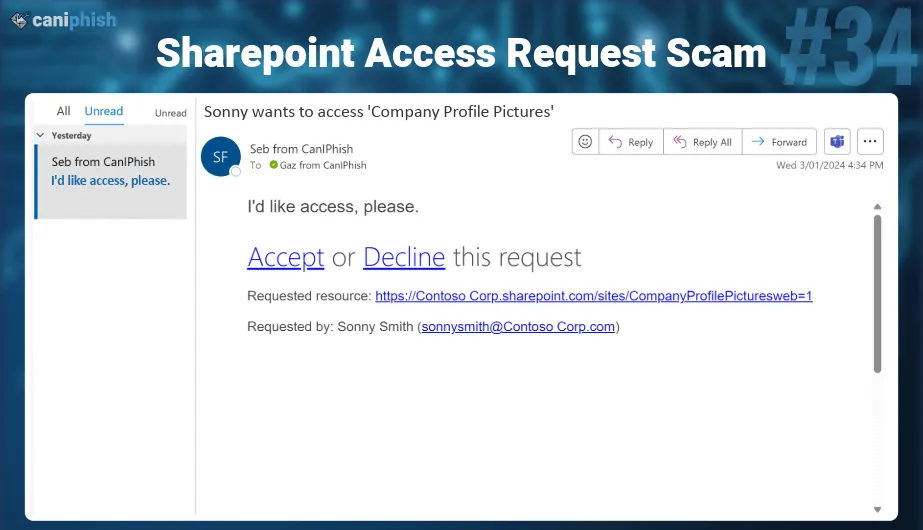 caniphish
#34
Sharepoint Access Request Scam
All Unread Unread
Yesterday
Seb from CanIPhish
I'd like access, please.
Sonny wants to access 'Company Profile Pictures'
SF
Seb from CanIPhish
To Gaz from CanIPhish
Reply Reply All Forward
Wed 3/01/2024 4:34 PM
I'd like access, please.
Accept or Decline this request
Requested resource: https://Contoso Corp.sharepoint.com/sites/CompanyProfilePicturesweb=1
Requested by: Sonny Smith (sonnysmith@Contoso Corp.com)